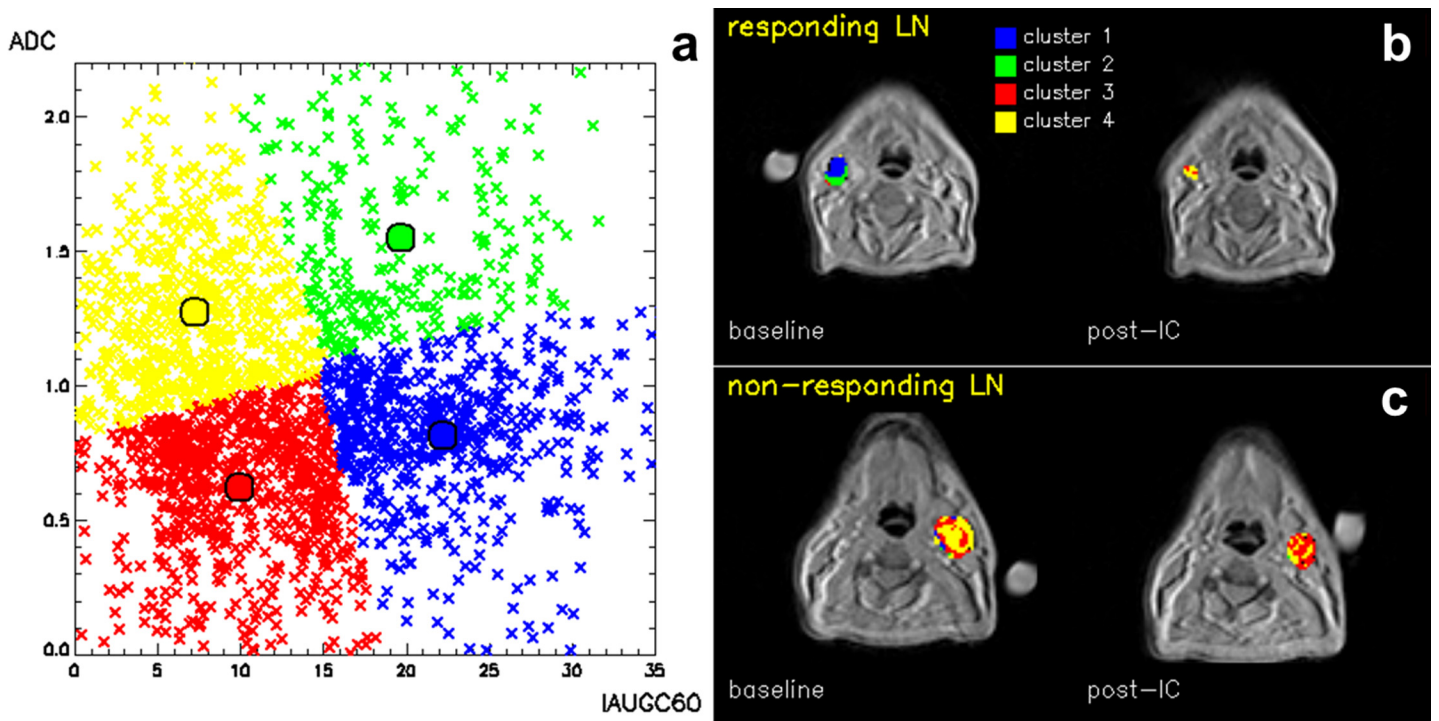 ADC
a
2.0
1.5
1.0
0.5
0.0
0
5
10
15
20
25
30
35
IAUGC60
responding LN
b
cluster 1
cluster 2
cluster 3
cluster 4
baseline
post-IC
non-responding LN
c
baseline
post-IC